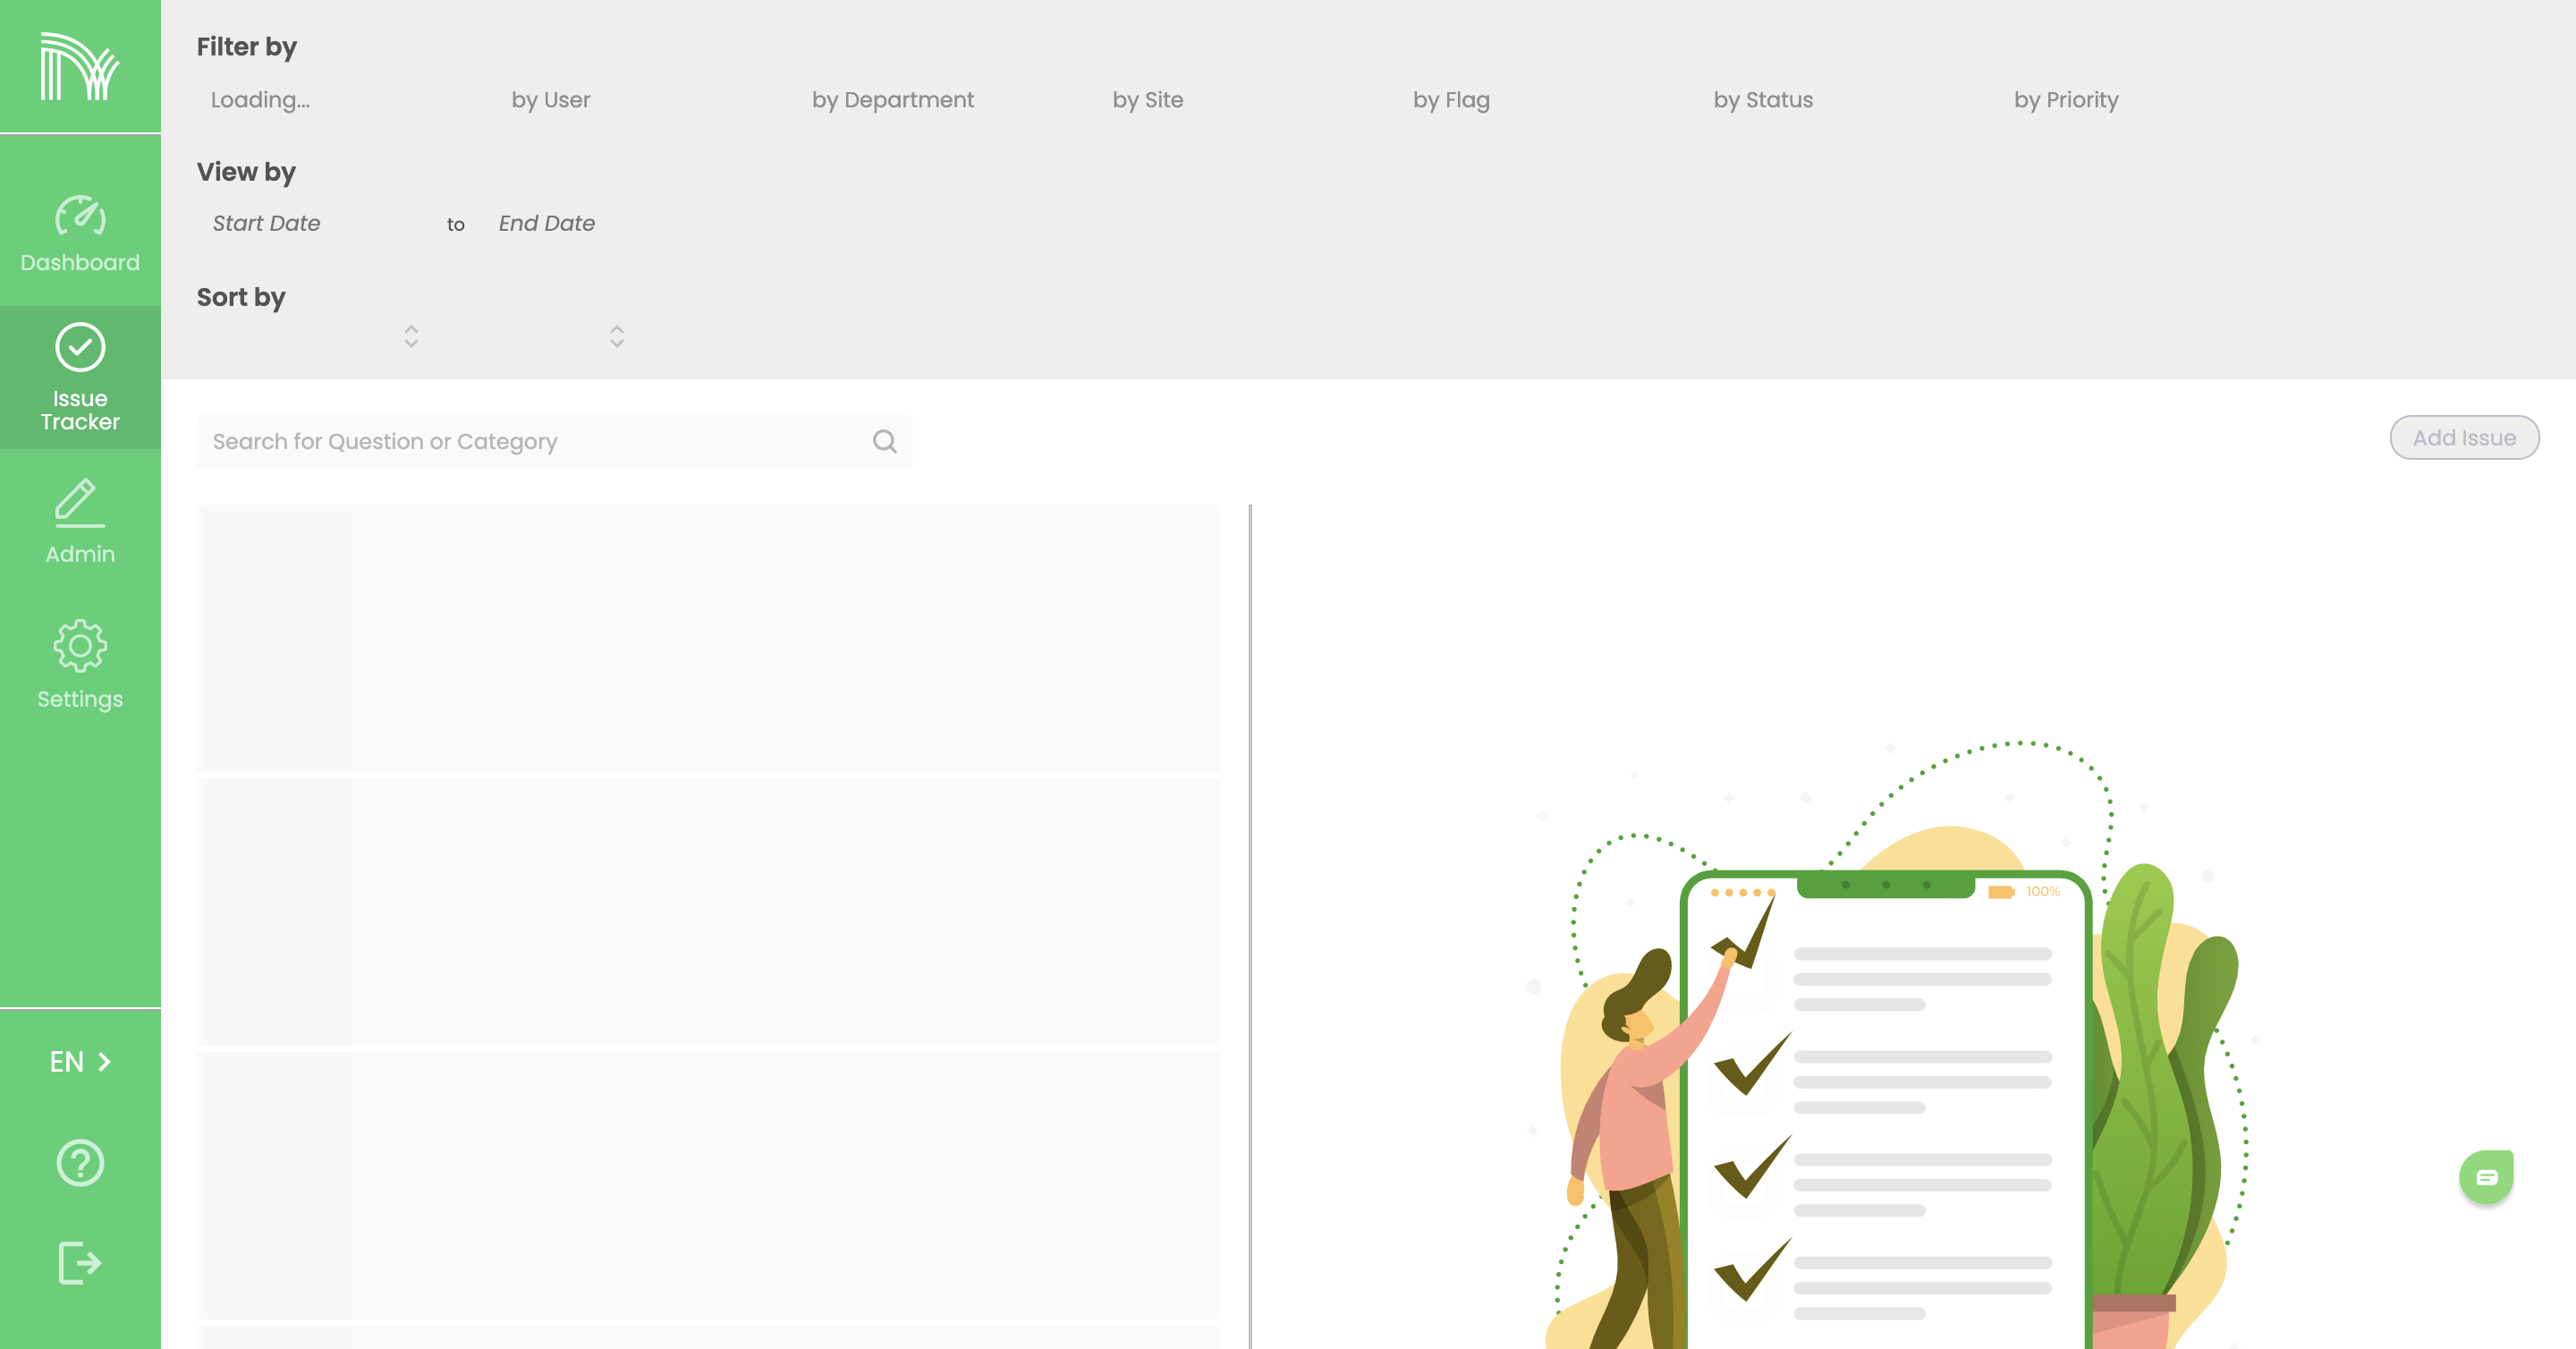 Filter by
Loading...
by User
by Department
by Site
by Flag
by Status
by Priority
View by
Start Date
to
End Date
Sort by
Dashboard
Issue
Tracker
Admin
Settings
EN
Search for Question or Category
Add Issue
100%